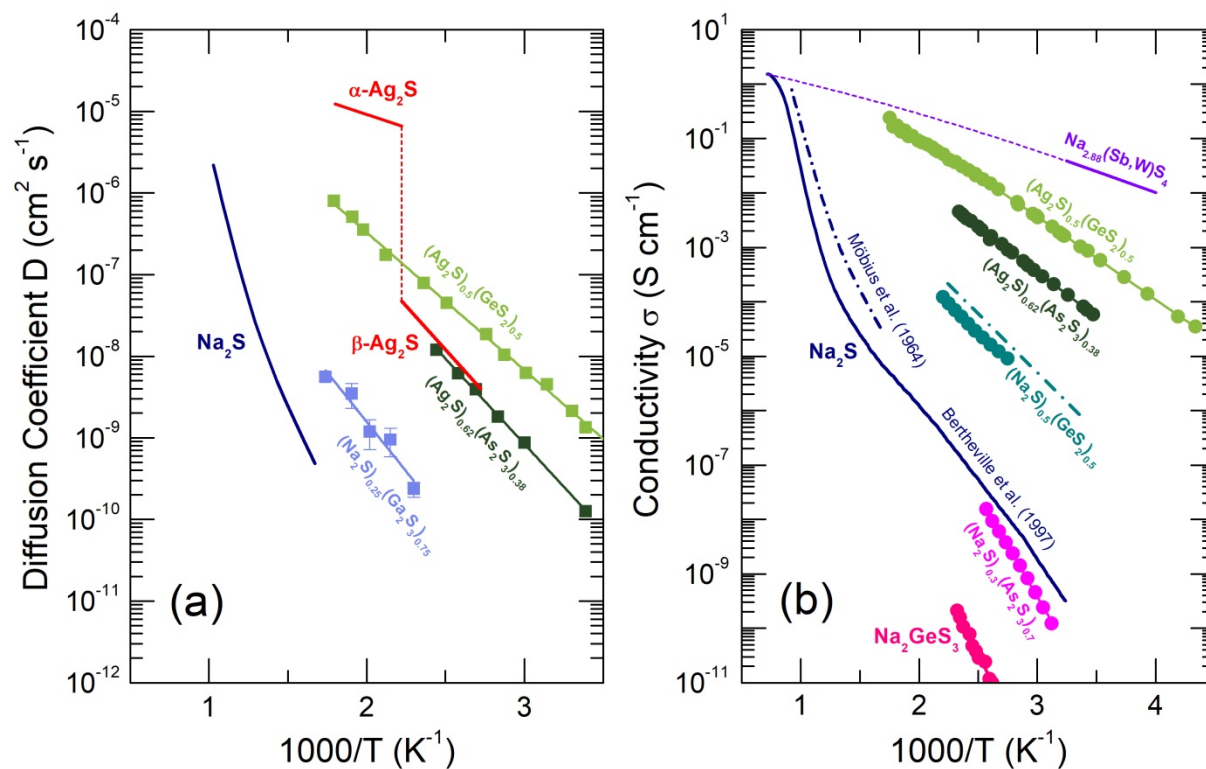 10⁻⁴
10⁻⁵
10⁻⁶
10⁻⁷
10⁻⁸
10⁻⁹
10⁻¹⁰
10⁻¹¹
10⁻¹²
Diffusion Coefficient D (cm² s⁻¹)
α-Ag₂S
(Ag₂S)₀.₅(GeS₂)₀.₅
Na₂S
β-Ag₂S
(Ag₂S)₀.₆₂(As₂S₃)₀.₃₈
(Na₂S)₀.₂₅(Ga₂S₃)₀.₇₅
(a)
1 2 3
1000/T (K⁻¹)
10¹
10⁻¹
10⁻³
10⁻⁵
10⁻⁷
10⁻⁹
10⁻¹¹
Conductivity σ (S cm⁻¹)
Na₂.₈₈(Sb,W)S₄
(Ag₂S)₀.₅(GeS₂)₀.₅
Möbius et al. (1964)
(Ag₂S)₀.₆₂(As₂S₃)₀.₃₈
Na₂S
(Na₂S)₀.₅(GeS₂)₀.₅
Bertheville et al. (1997)
(Na₂S)₀.₃(As₂S₃)₀.₇
Na₂GeS₃
(b)
1 2 3 4
1000/T (K⁻¹)